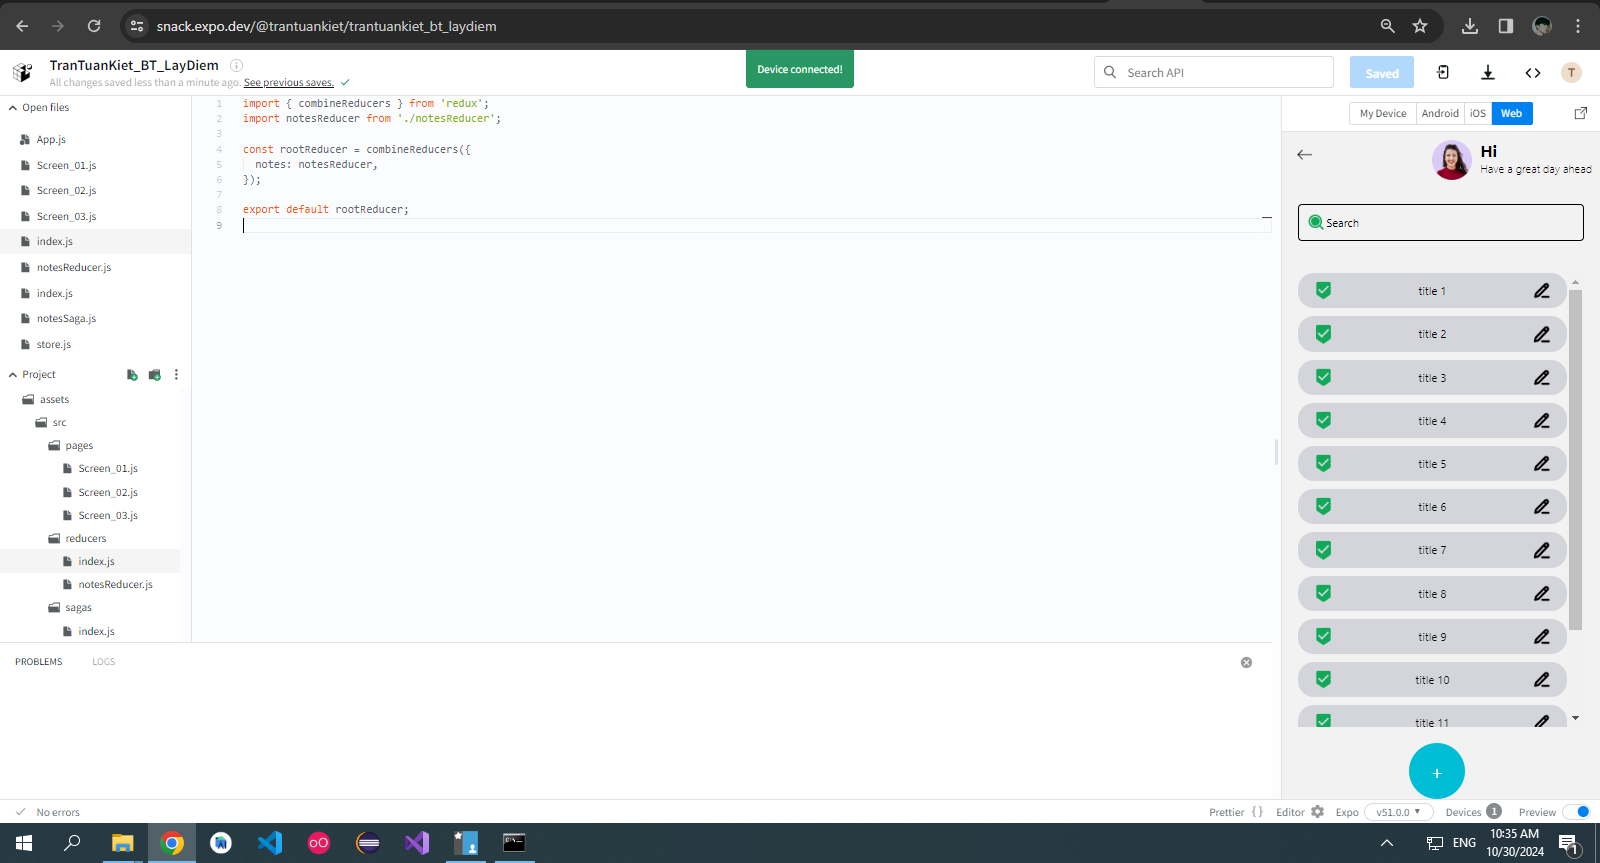 snack.expo.dev/@trantuankiet/trantuankiet_bt_laydiem
TranTuanKiet_BT_LayDiem
All changes saved less than a minute ago. See previous saves.
Device connected!
Search API
Saved
T
Open files
App.js
Screen_01.js
Screen_02.js
Screen_03.js
index.js
notesReducer.js
index.js
notesSaga.js
store.js
Project
assets
src
pages
Screen_01.js
Screen_02.js
Screen_03.js
reducers
index.js
notesReducer.js
sagas
index.js
1 import { combineReducers } from 'redux';
2 import notesReducer from './notesReducer';
3
4 const rootReducer = combineReducers({
5 notes: notesReducer,
6 });
7
8 export default rootReducer;
9
My Device Android iOS Web
Hi
Have a great day ahead
Search
title 1
title 2
title 3
title 4
title 5
title 6
title 7
title 8
title 9
title 10
title 11
+
PROBLEMS LOGS
No errors
Prettier { } Editor Expo v51.0.0 Devices 1 Preview
ENG
10:35 AM
10/30/2024
1